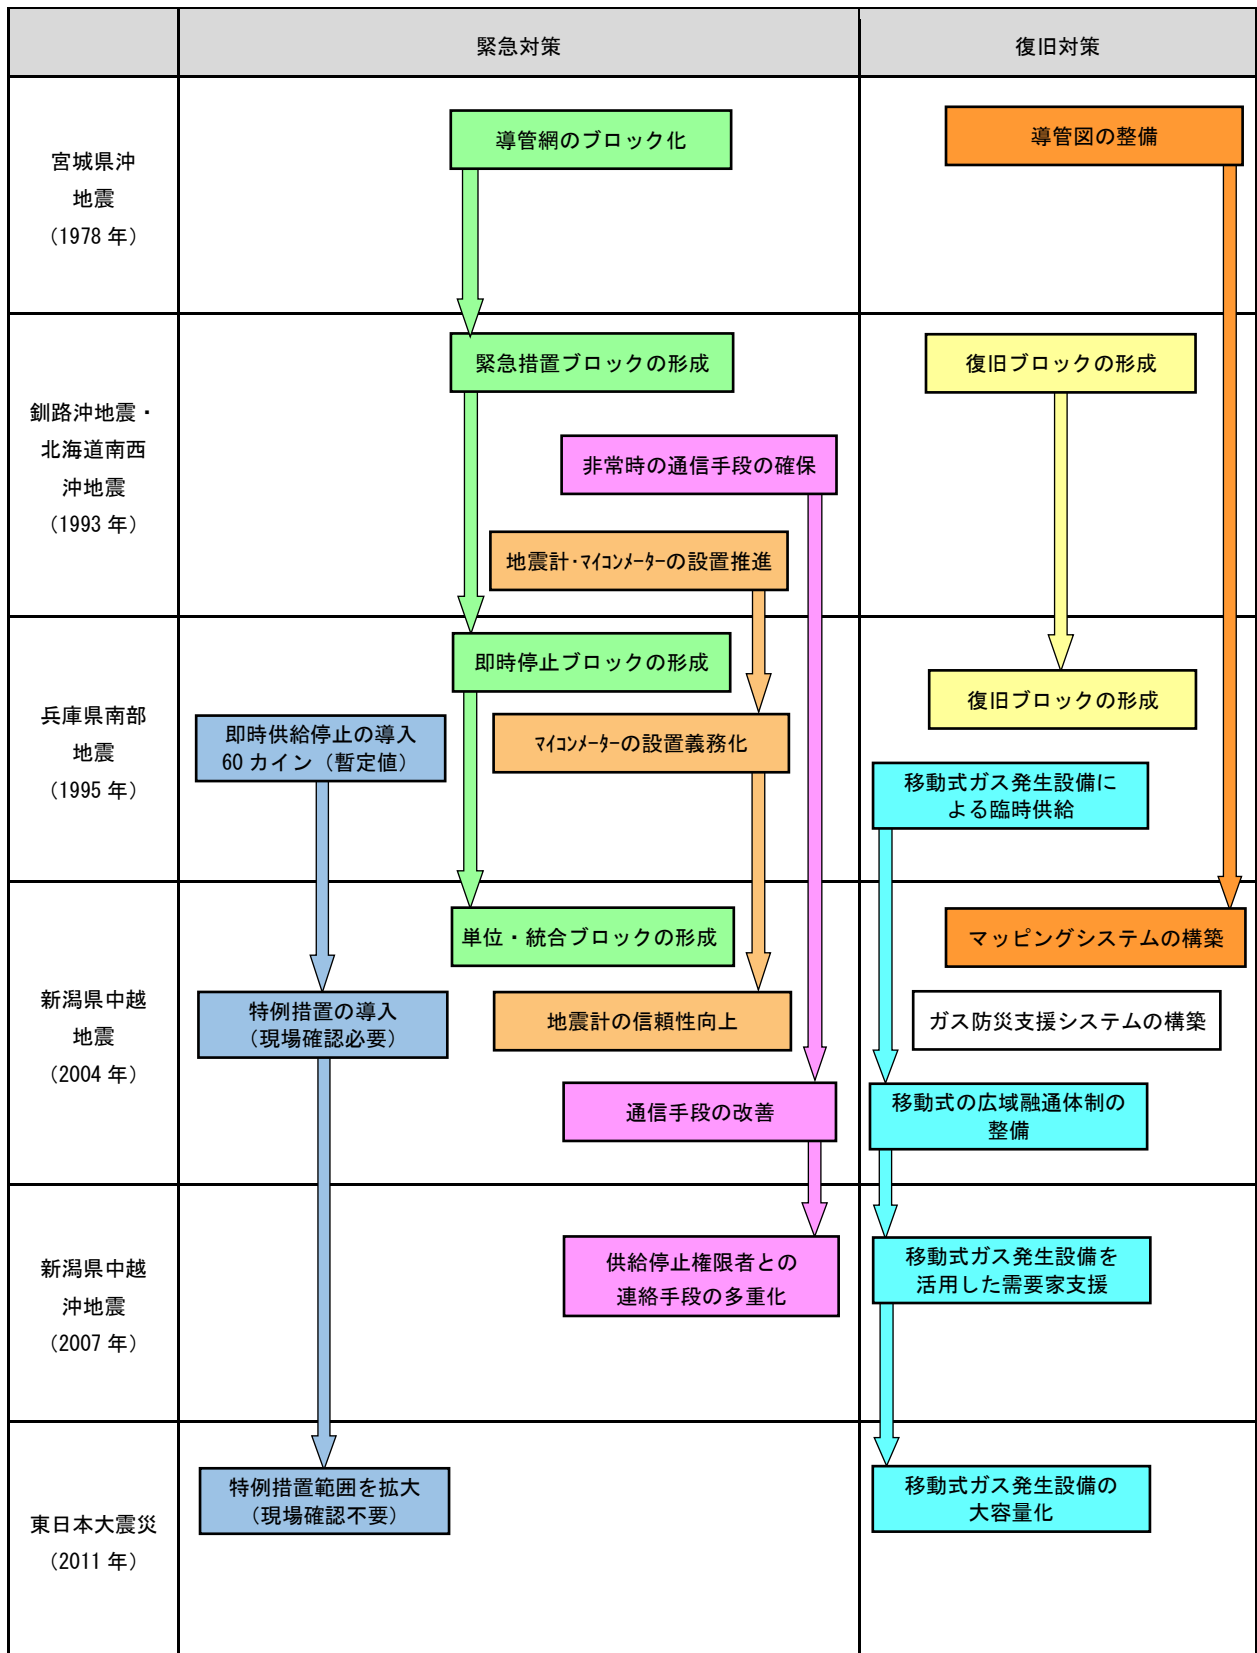 緊急対策
復旧対策
宮城県沖
地震
（1978 年）
導管網のブロック化
導管図の整備
釧路沖地震・
北海道南西
沖地震
（1993 年）
緊急措置ブロックの形成
非常時の通信手段の確保
地震計・ﾏｲｺﾝﾒｰﾀｰの設置推進
復旧ブロックの形成
兵庫県南部
地震
（1995 年）
即時停止ブロックの形成
即時供給停止の導入
60 カイン（暫定値）
ﾏｲｺﾝﾒｰﾀｰの設置義務化
復旧ブロックの形成
移動式ガス発生設備に
よる臨時供給
新潟県中越
地震
（2004 年）
単位・統合ブロックの形成
特例措置の導入
（現場確認必要）
地震計の信頼性向上
通信手段の改善
マッピングシステムの構築
ガス防災支援システムの構築
移動式の広域融通体制の
整備
新潟県中越
沖地震
（2007 年）
供給停止権限者との
連絡手段の多重化
移動式ガス発生設備を
活用した需要家支援
東日本大震災
（2011 年）
特例措置範囲を拡大
（現場確認不要）
移動式ガス発生設備の
大容量化